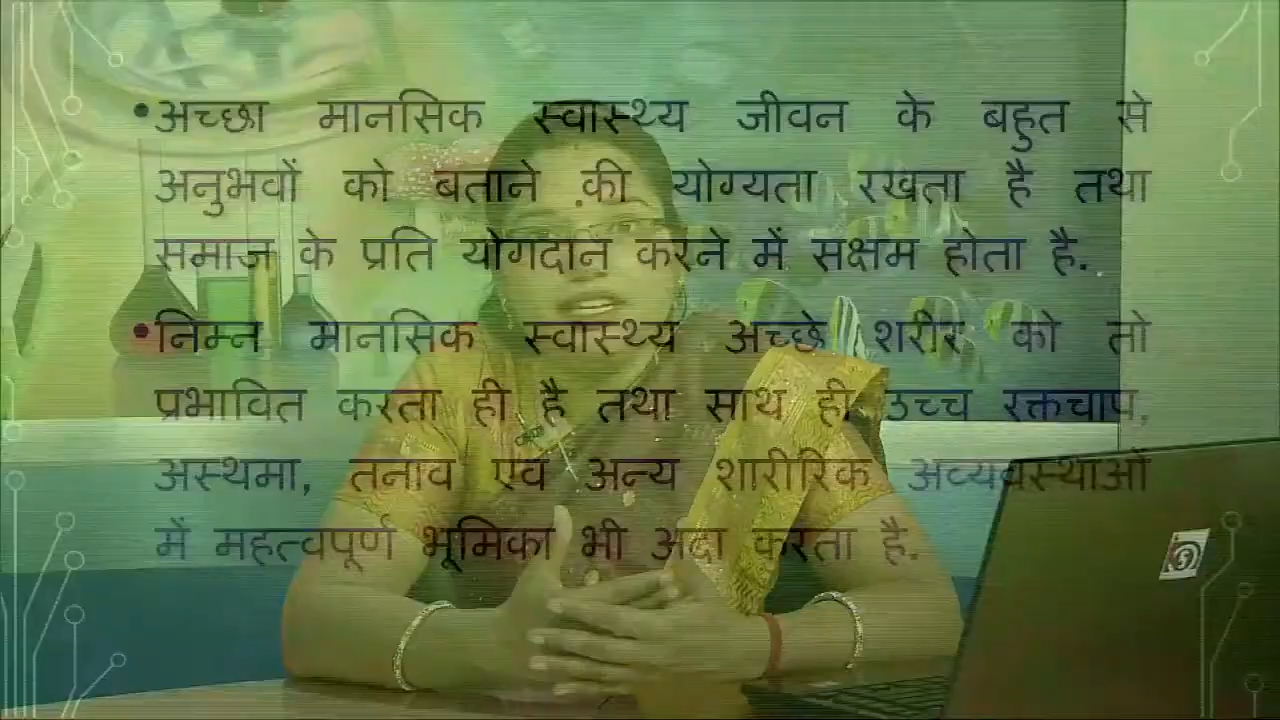 •अच्छा मानसिक स्वास्थ्य जीवन के बहुत से
अनुभवों को बताने की योग्यता रखता है तथा
समाज के प्रति योगदान करने में सक्षम होता है.
•निम्न मानसिक स्वास्थ्य अच्छे शरीर को तो
प्रभावित करता ही है तथा साथ ही उच्च रक्तचाप,
अस्थमा, तनाव एवं अन्य शारीरिक अव्यवस्थाओं
में महत्वपूर्ण भूमिका भी अदा करता है.